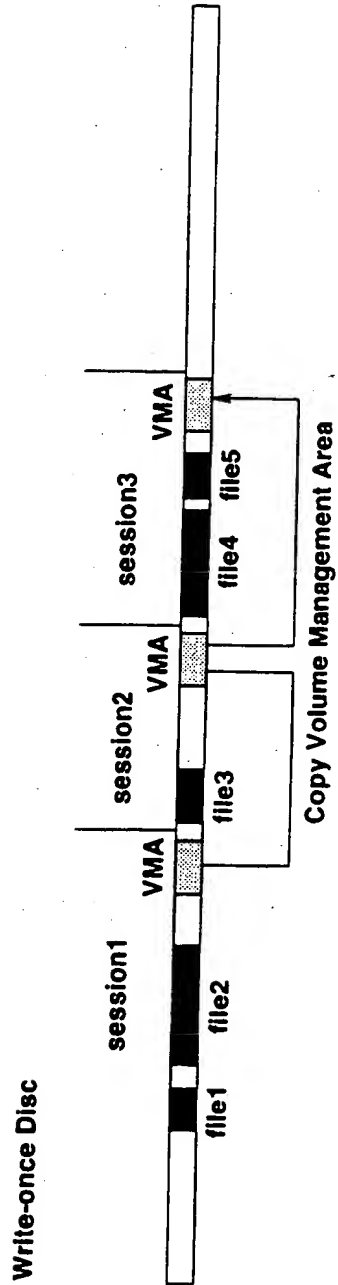 Write-once Disc
session1
session2
session3
VMA
VMA
VMA
file1
file2
file3
file4
file5
Copy Volume Management Area